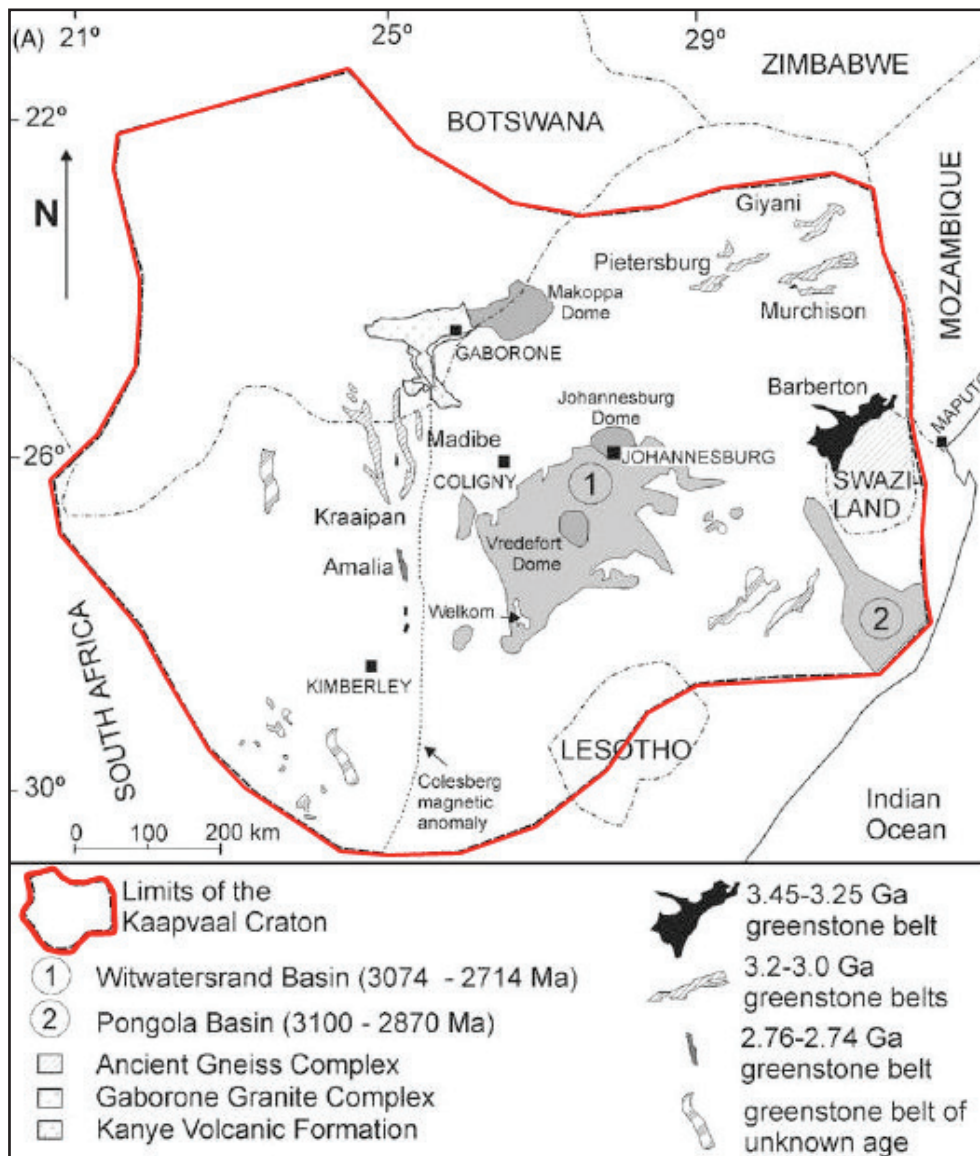 (A)
21º
25º
29º
22º
26º
30º
N
ZIMBABWE
BOTSWANA
MOZAMBIQUE
Giyani
Pietersburg
Murchison
Makoppa
Dome
GABORONE
Barberton
MAPUTO
Johannesburg
Dome
JOHANNESBURG
Madibe
COLIGNY
1
SWAZI-
LAND
Kraaipan
Vredefort
Dome
Amalia
Welkom
2
KIMBERLEY
SOUTH AFRICA
LESOTHO
Colesberg
magnetic
anomaly
Indian
Ocean
0 100 200 km
Limits of the
Kaapvaal Craton
1 Witwatersrand Basin (3074 - 2714 Ma)
2 Pongola Basin (3100 - 2870 Ma)
Ancient Gneiss Complex
Gaborone Granite Complex
Kanye Volcanic Formation
3.45-3.25 Ga
greenstone belt
3.2-3.0 Ga
greenstone belts
2.76-2.74 Ga
greenstone belt
greenstone belt of
unknown age